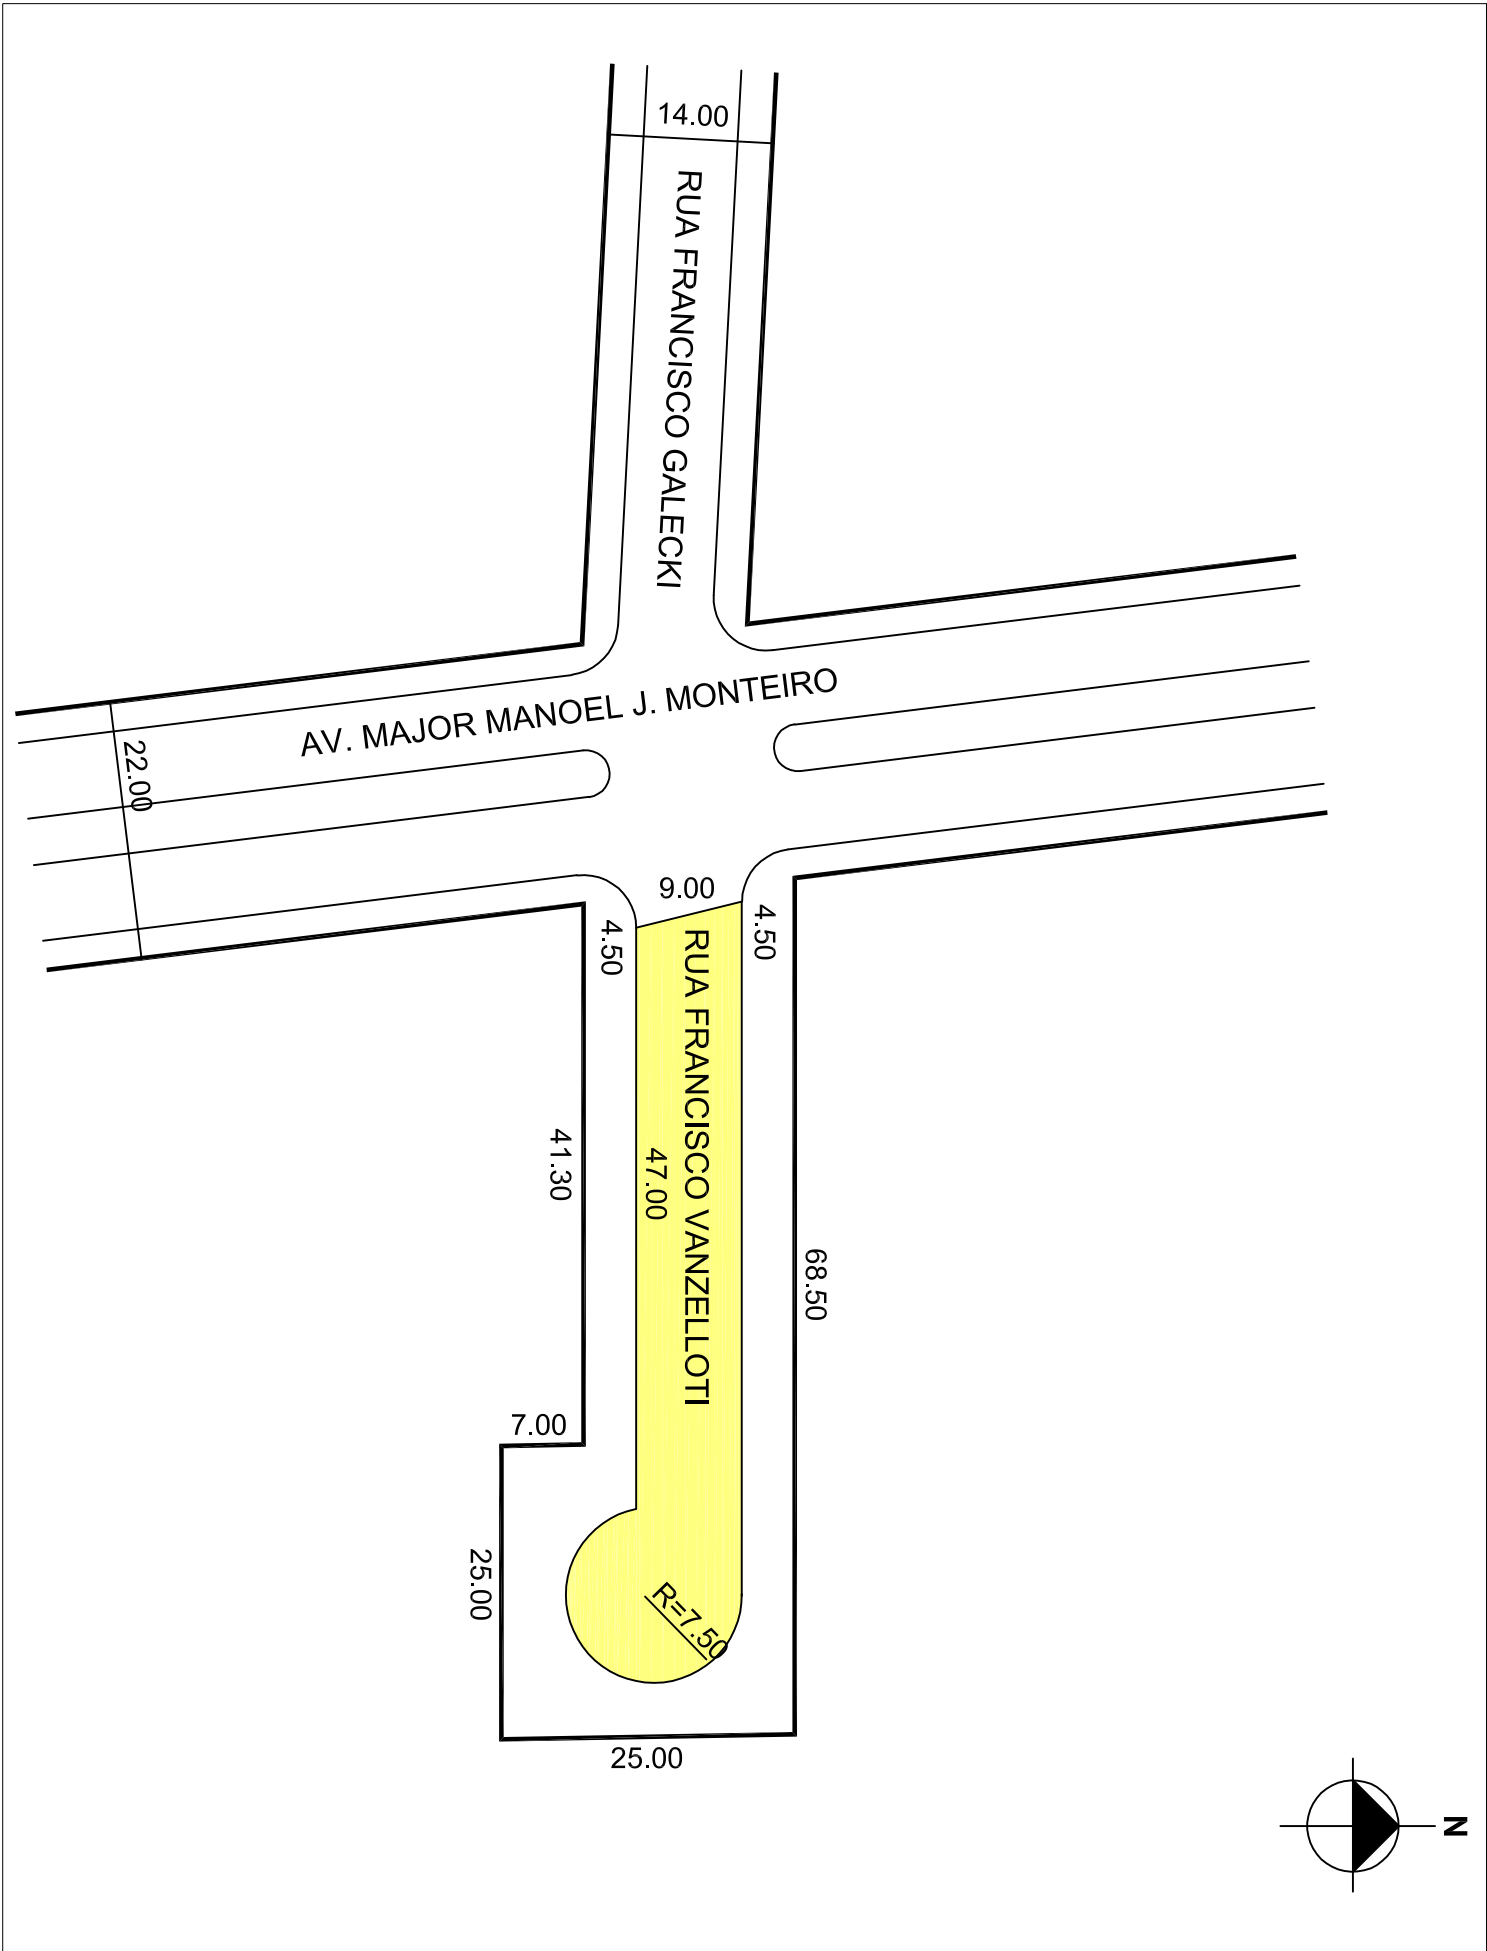 14.00
RUA FRANCISCO GALECKI
AV. MAJOR MANOEL J. MONTEIRO
22.00
9.00
4.50
4.50
RUA FRANCISCO VANZELLOTI
41.30
47.00
68.50
7.00
25.00
R=7.50
25.00
N